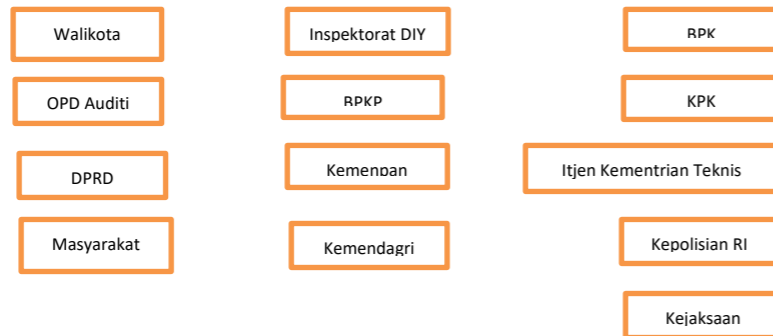 Walikota
Inspektorat DIY
BPK
OPD Auditi
BPKP
KPK
DPRD
Kemenpan
Itjen Kementrian Teknis
Masyarakat
Kemendagri
Kepolisian RI
Kejaksaan